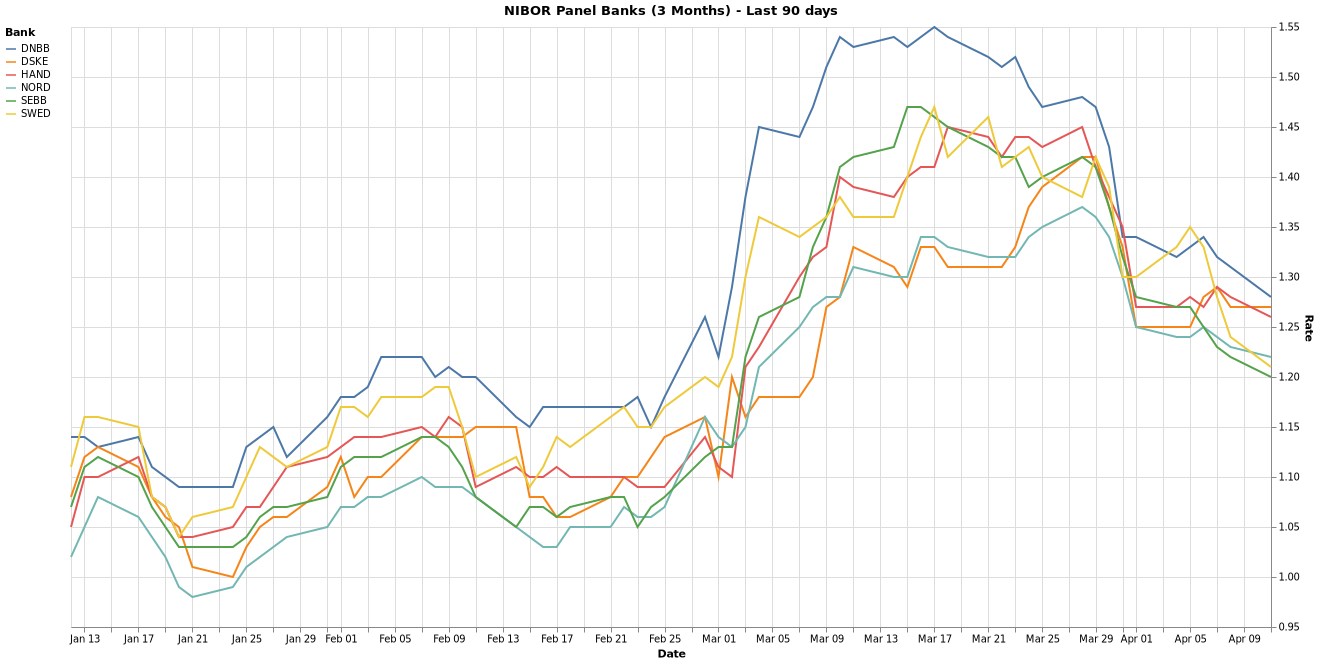 NIBOR Panel Banks (3 Months) - Last 90 days
Bank
DNBB
DSKE
HAND
NORD
SEBB
SWED
1.55
1.50
1.45
1.40
1.35
1.30
1.25
1.20
1.15
1.10
1.05
1.00
0.95
Rate
Jan 13 Jan 17 Jan 21 Jan 25 Jan 29 Feb 01 Feb 05 Feb 09 Feb 13 Feb 17 Feb 21 Feb 25 Mar 01 Mar 05 Mar 09 Mar 13 Mar 17 Mar 21 Mar 25 Mar 29 Apr 01 Apr 05 Apr 09
Date